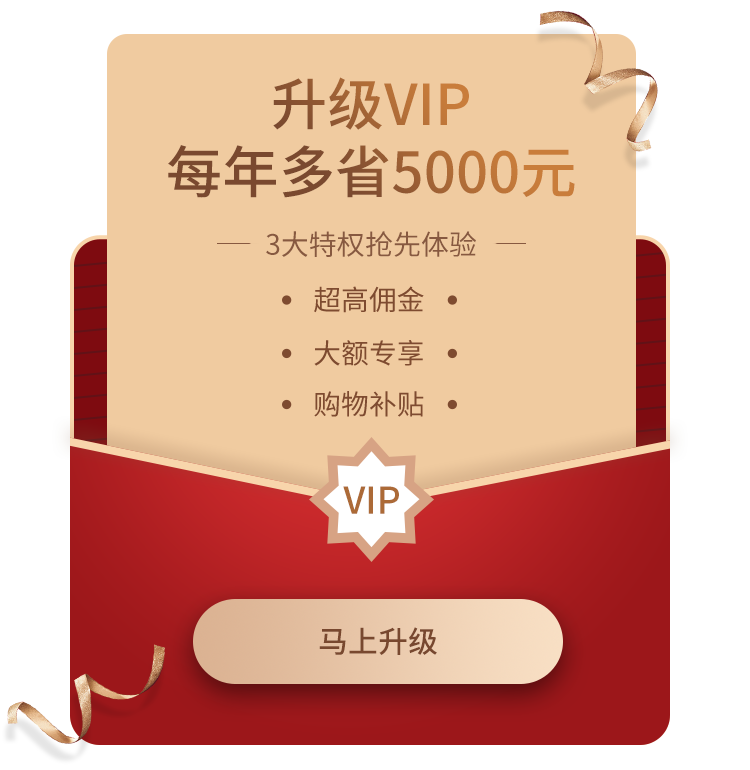 升级VIP
每年多省5000元
3大特权抢先体验
• 超高佣金 •
• 大额专享 •
• 购物补贴 •
VIP
马上升级